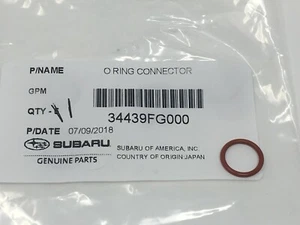 P/NAME O RING CONNECTOR
GPM
QTY - 1
34439FG000
P/DATE 07/09/2018
SUBARU SUBARU OF AMERICA, INC.
GENUINE PARTS COUNTRY OF ORIGIN JAPAN